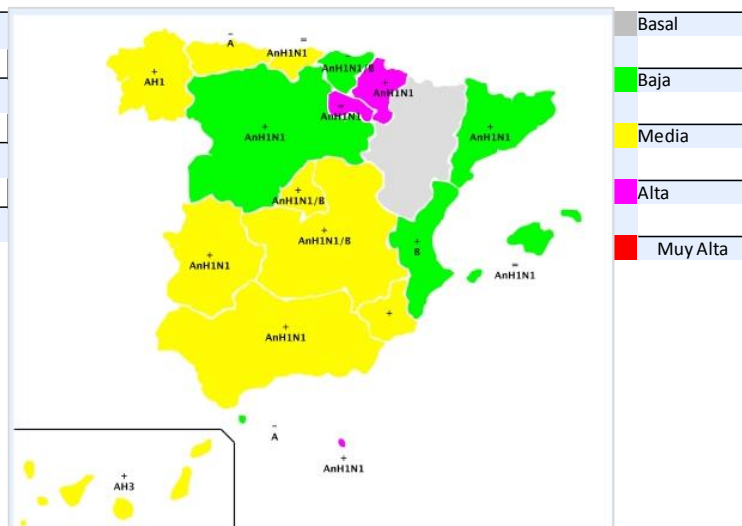 Basal
Baja
Media
Alta
Muy Alta
–
A
=
AnH1N1
–
AnH1N1/B
+
AH1
+
AnH1N1
=
AnH1N1
+
AnH1N1
+
AnH1N1
+
AnH1N1/B
+
AnH1N1/B
+
B
+
AnH1N1
=
AnH1N1
+
+
AnH1N1
–
A
+
AnH1N1
+
AH3